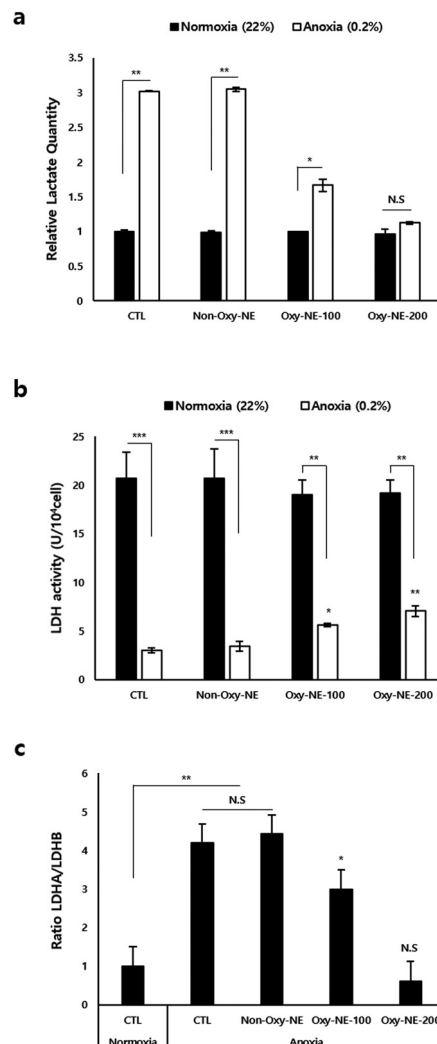 a
Normoxia (22%) Anoxia (0.2%)
Relative Lactate Quantity
3.5
3
2.5
2
1.5
1
0.5
0
** ** * N.S
CTL Non-Oxy-NE Oxy-NE-100 Oxy-NE-200
b
Normoxia (22%) Anoxia (0.2%)
LDH activity (U/10⁴cell)
25
20
15
10
5
0
*** *** ** **
* **
CTL Non-Oxy-NE Oxy-NE-100 Oxy-NE-200
c
Ratio LDHA/LDHB
6
5
4
3
2
1
0
**
N.S
*
N.S
CTL CTL Non-Oxy-NE Oxy-NE-100 Oxy-NE-200
Normoxia Anoxia